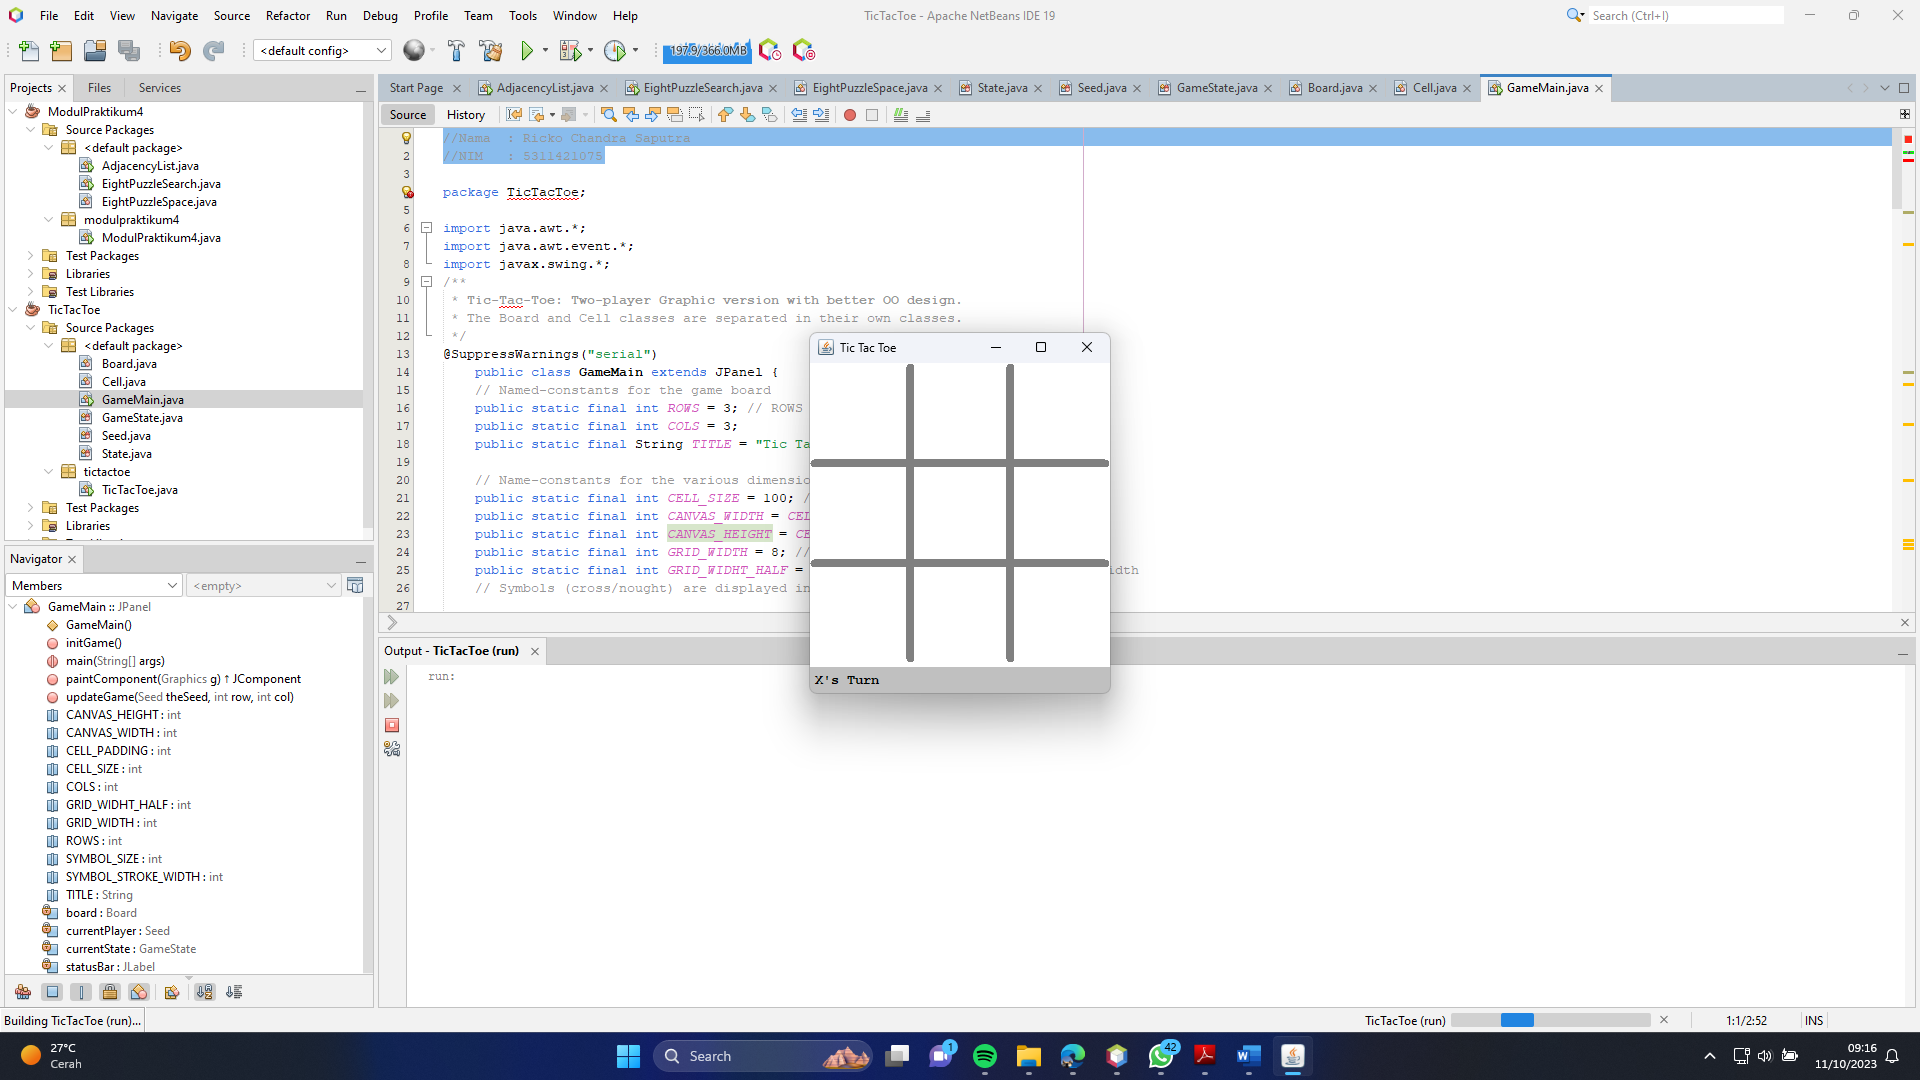 File Edit View Navigate Source Refactor Run Debug Profile Team Tools Window Help
TicTacToe - Apache NetBeans IDE 19
Search (Ctrl+I)
<default config>
197.9/366.0MB
Projects Files Services
ModulPraktikum4
Source Packages
<default package>
AdjacencyList.java
EightPuzzleSearch.java
EightPuzzleSpace.java
modulpraktikum4
ModulPraktikum4.java
Test Packages
Libraries
Test Libraries
TicTacToe
Source Packages
<default package>
Board.java
Cell.java
GameMain.java
GameState.java
Seed.java
State.java
tictactoe
TicTacToe.java
Test Packages
Libraries
Navigator
Members
<empty>
GameMain :: JPanel
GameMain()
initGame()
main(String[] args)
paintComponent(Graphics g) ↑ JComponent
updateGame(Seed theSeed, int row, int col)
CANVAS_HEIGHT : int
CANVAS_WIDTH : int
CELL_PADDING : int
CELL_SIZE : int
COLS : int
GRID_WIDHT_HALF : int
GRID_WIDTH : int
ROWS : int
SYMBOL_SIZE : int
SYMBOL_STROKE_WIDTH : int
TITLE : String
board : Board
currentPlayer : Seed
currentState : GameState
statusBar : JLabel
Start Page AdjacencyList.java EightPuzzleSearch.java EightPuzzleSpace.java State.java Seed.java GameState.java Board.java Cell.java GameMain.java
Source History
1 //Nama : Ricko Chandra Saputra
2 //NIM : 5311421075
3
4 package TicTacToe;
5
6 import java.awt.*;
7 import java.awt.event.*;
8 import javax.swing.*;
9 /**
10 * Tic-Tac-Toe: Two-player Graphic version with better OO design.
11 * The Board and Cell classes are separated in their own classes.
12 */
13 @SuppressWarnings("serial")
14 public class GameMain extends JPanel {
15 // Named-constants for the game board
16 public static final int ROWS = 3; // ROWS
17 public static final int COLS = 3;
18 public static final String TITLE = "Tic Ta
19
20 // Name-constants for the various dimensio
21 public static final int CELL_SIZE = 100; /
22 public static final int CANVAS_WIDTH = CEL
23 public static final int CANVAS_HEIGHT = CE
24 public static final int GRID_WIDTH = 8; //
25 public static final int GRID_WIDHT_HALF = idth
26 // Symbols (cross/nought) are displayed in
27
Tic Tac Toe
X's Turn
Output - TicTacToe (run)
run:
Building TicTacToe (run)...
TicTacToe (run)
1:1/2:52
INS
27°C
Cerah
Search
1
42
09:16
11/10/2023